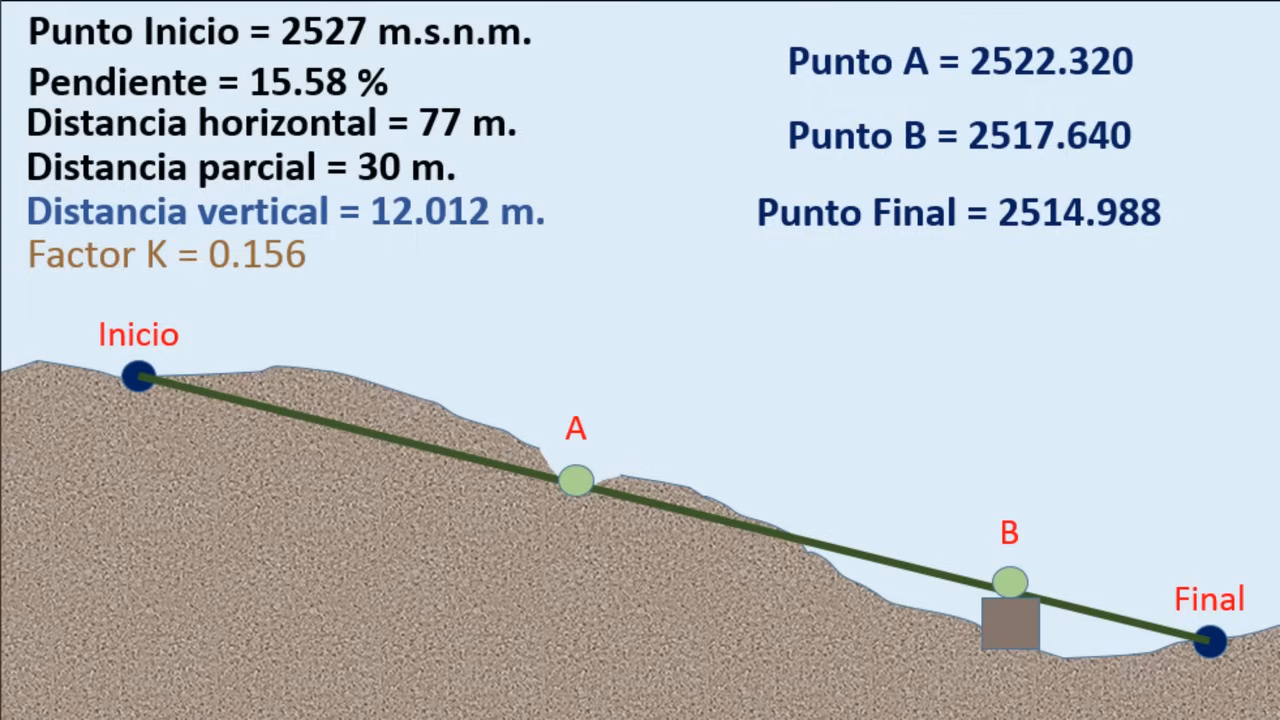 Punto Inicio = 2527 m.s.n.m.
Pendiente = 15.58 %
Distancia horizontal = 77 m.
Distancia parcial = 30 m.
Distancia vertical = 12.012 m.
Factor K = 0.156
Punto A = 2522.320
Punto B = 2517.640
Punto Final = 2514.988
Inicio
A
B
Final